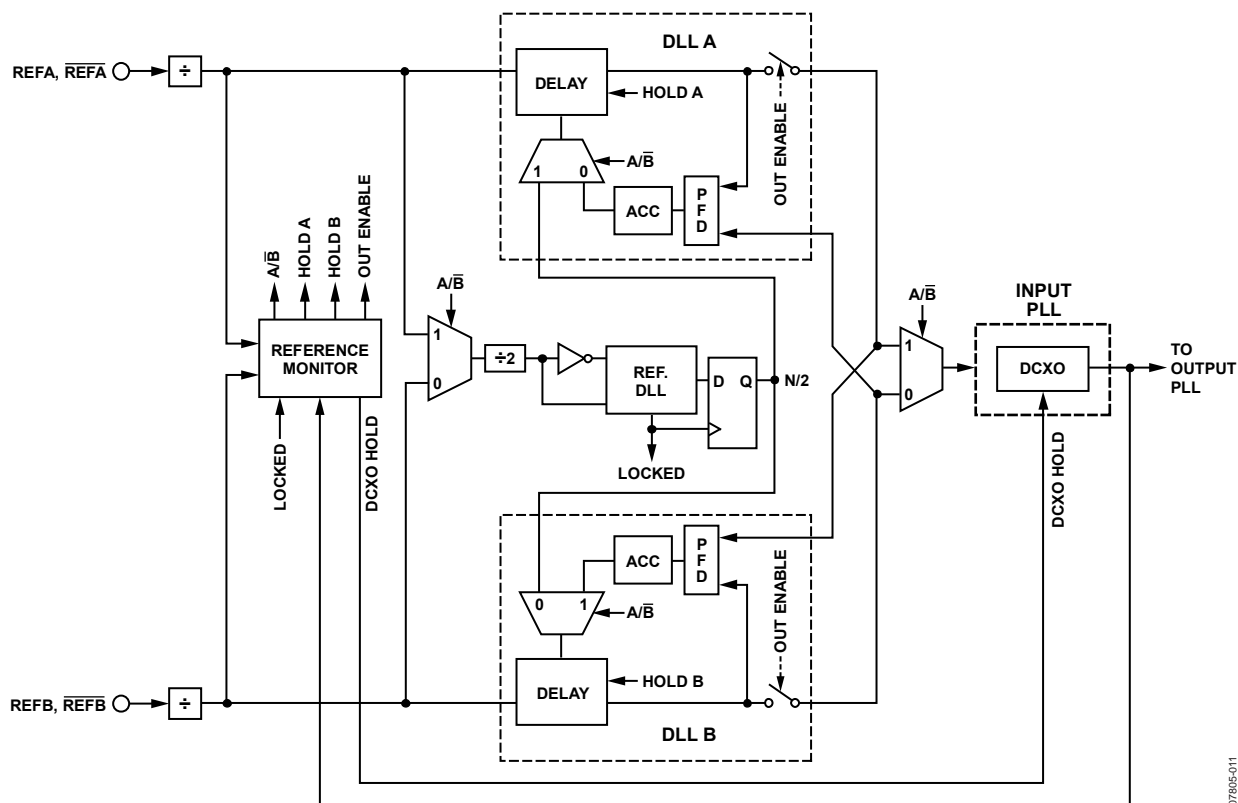 DLL A
REFA, R̅E̅F̅A̅
÷
DELAY
HOLD A
OUT ENABLE
A/B̅
1 0
ACC
PFD
A/B̅
HOLD A
HOLD B
OUT ENABLE
REFERENCE
MONITOR
LOCKED
DCXO HOLD
A/B̅
1
0
÷2
REF.
DLL
D Q
N/2
LOCKED
A/B̅
1
0
INPUT
PLL
DCXO
TO
OUTPUT
PLL
DCXO HOLD
PFD
ACC
0 1
A/B̅
OUT ENABLE
REFB, R̅E̅F̅B̅
÷
DELAY
HOLD B
DLL B
07805-011